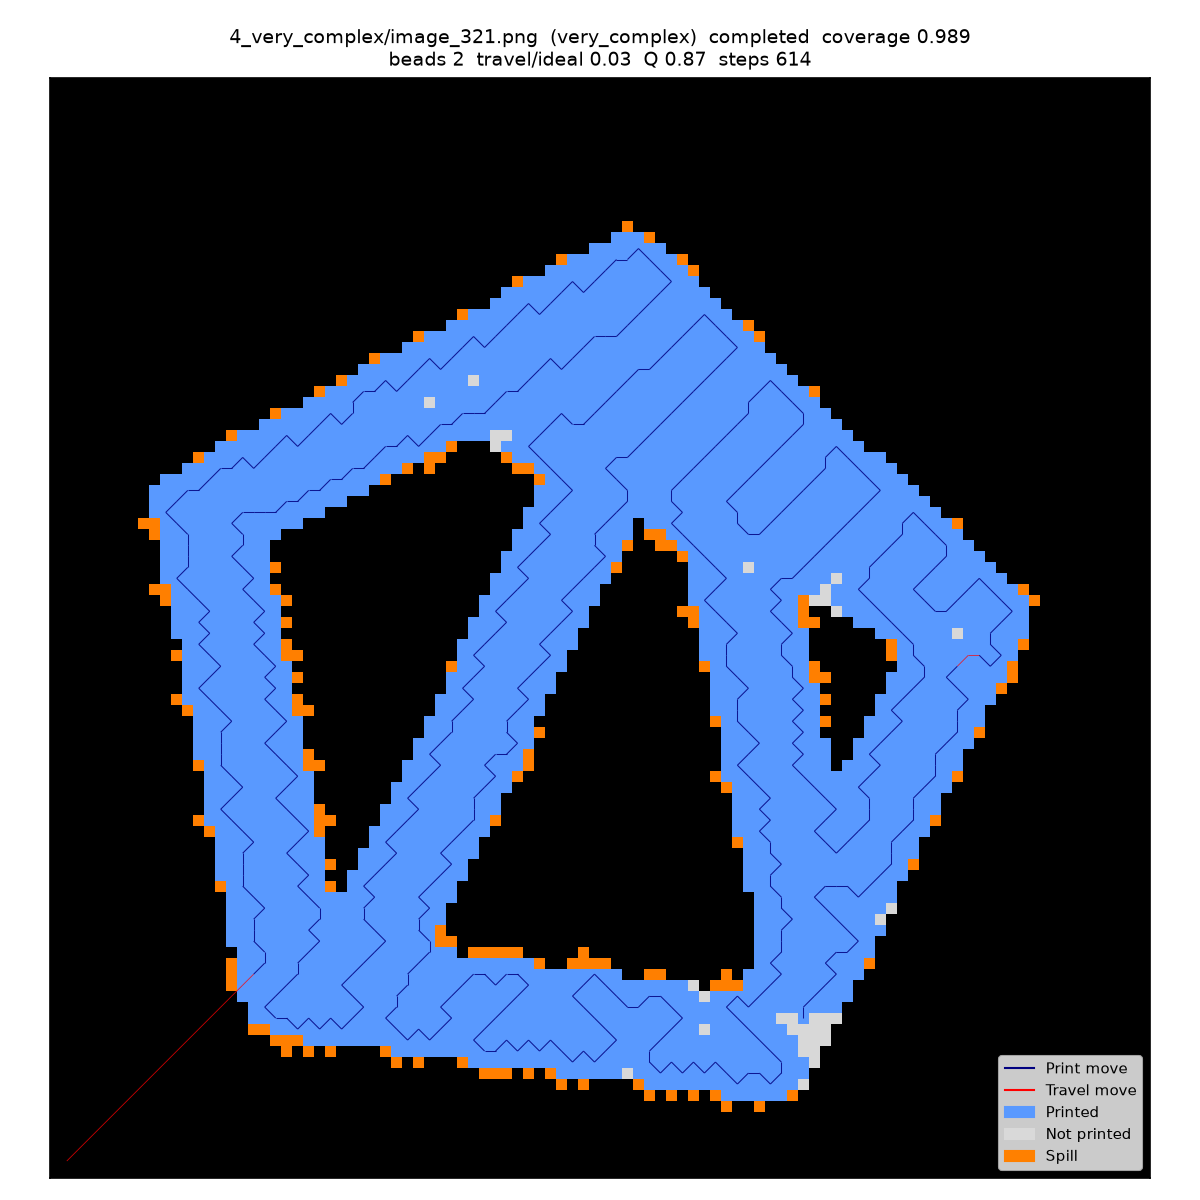 4_very_complex/image_321.png  (very_complex)  completed  coverage 0.989
beads 2  travel/ideal 0.03  Q 0.87  steps 614
Print move
Travel move
Printed
Not printed
Spill